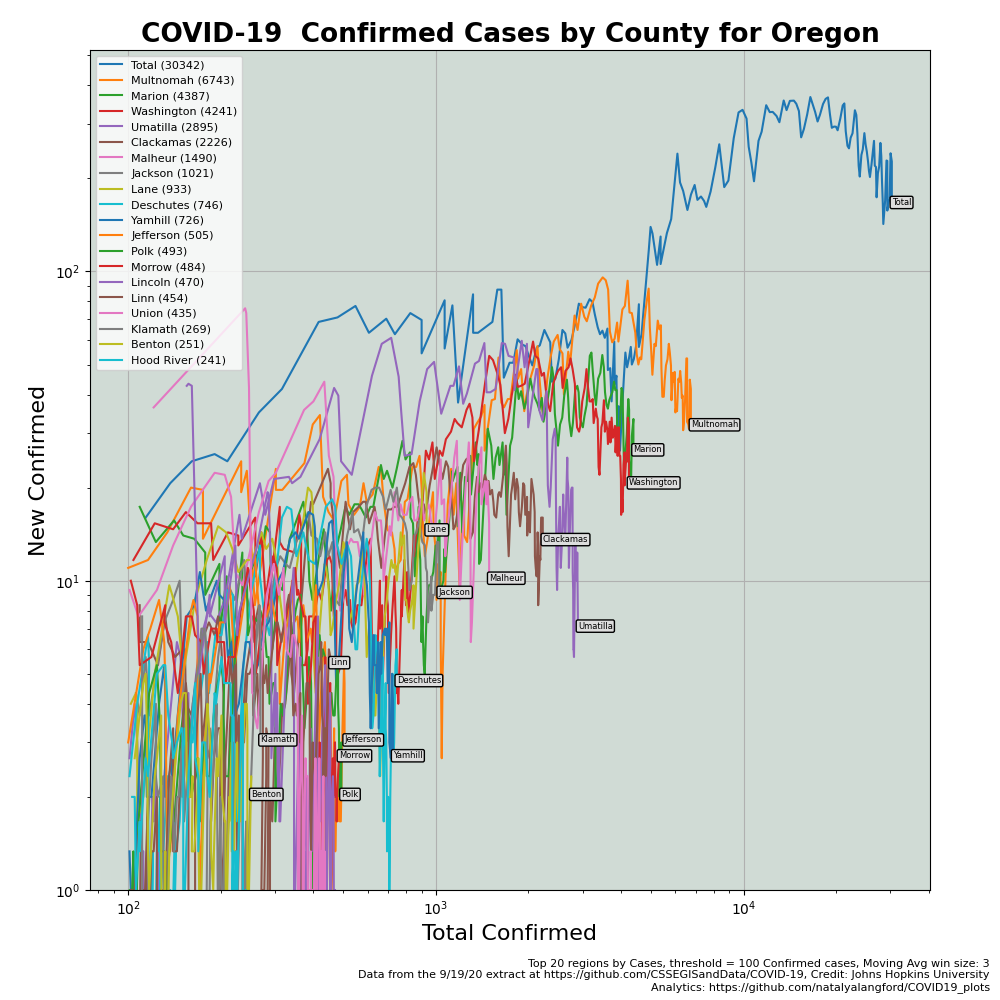 COVID-19  Confirmed Cases by County for Oregon
Total (30342)
Multnomah (6743)
Marion (4387)
Washington (4241)
Umatilla (2895)
Clackamas (2226)
Malheur (1490)
Jackson (1021)
Lane (933)
Deschutes (746)
Yamhill (726)
Jefferson (505)
Polk (493)
Morrow (484)
Lincoln (470)
Linn (454)
Union (435)
Klamath (269)
Benton (251)
Hood River (241)
New Confirmed
10²
10¹
10⁰
Total
Multnomah
Marion
Washington
Lane
Clackamas
Malheur
Jackson
Umatilla
Linn
Deschutes
Klamath
Jefferson
Morrow
Yamhill
Benton
Polk
10²
10³
10⁴
Total Confirmed
Top 20 regions by Cases, threshold = 100 Confirmed cases, Moving Avg win size: 3
Data from the 9/19/20 extract at https://github.com/CSSEGISandData/COVID-19, Credit: Johns Hopkins University
Analytics: https://github.com/natalyalangford/COVID19_plots